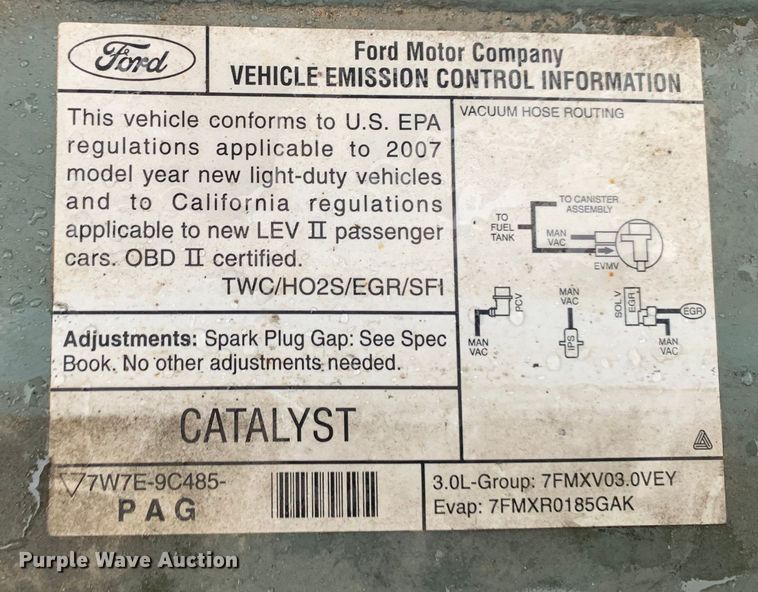 Ford
Ford Motor Company
VEHICLE EMISSION CONTROL INFORMATION
This vehicle conforms to U.S. EPA
regulations applicable to 2007
model year new light-duty vehicles
and to California regulations
applicable to new LEV II passenger
cars. OBD II certified.
TWC/HO2S/EGR/SFI
Adjustments: Spark Plug Gap: See Spec
Book. No other adjustments needed.
CATALYST
7W7E-9C485-
PAG
VACUUM HOSE ROUTING
TO CANISTER
ASSEMBLY
TO
FUEL
TANK
MAN
VAC
EVMV
MAN
VAC
PCV
MAN
VAC
IPS
SOL V
EGR
EGR
MAN
VAC
3.0L-Group: 7FMXV03.0VEY
Evap: 7FMXR0185GAK
Purple Wave Auction